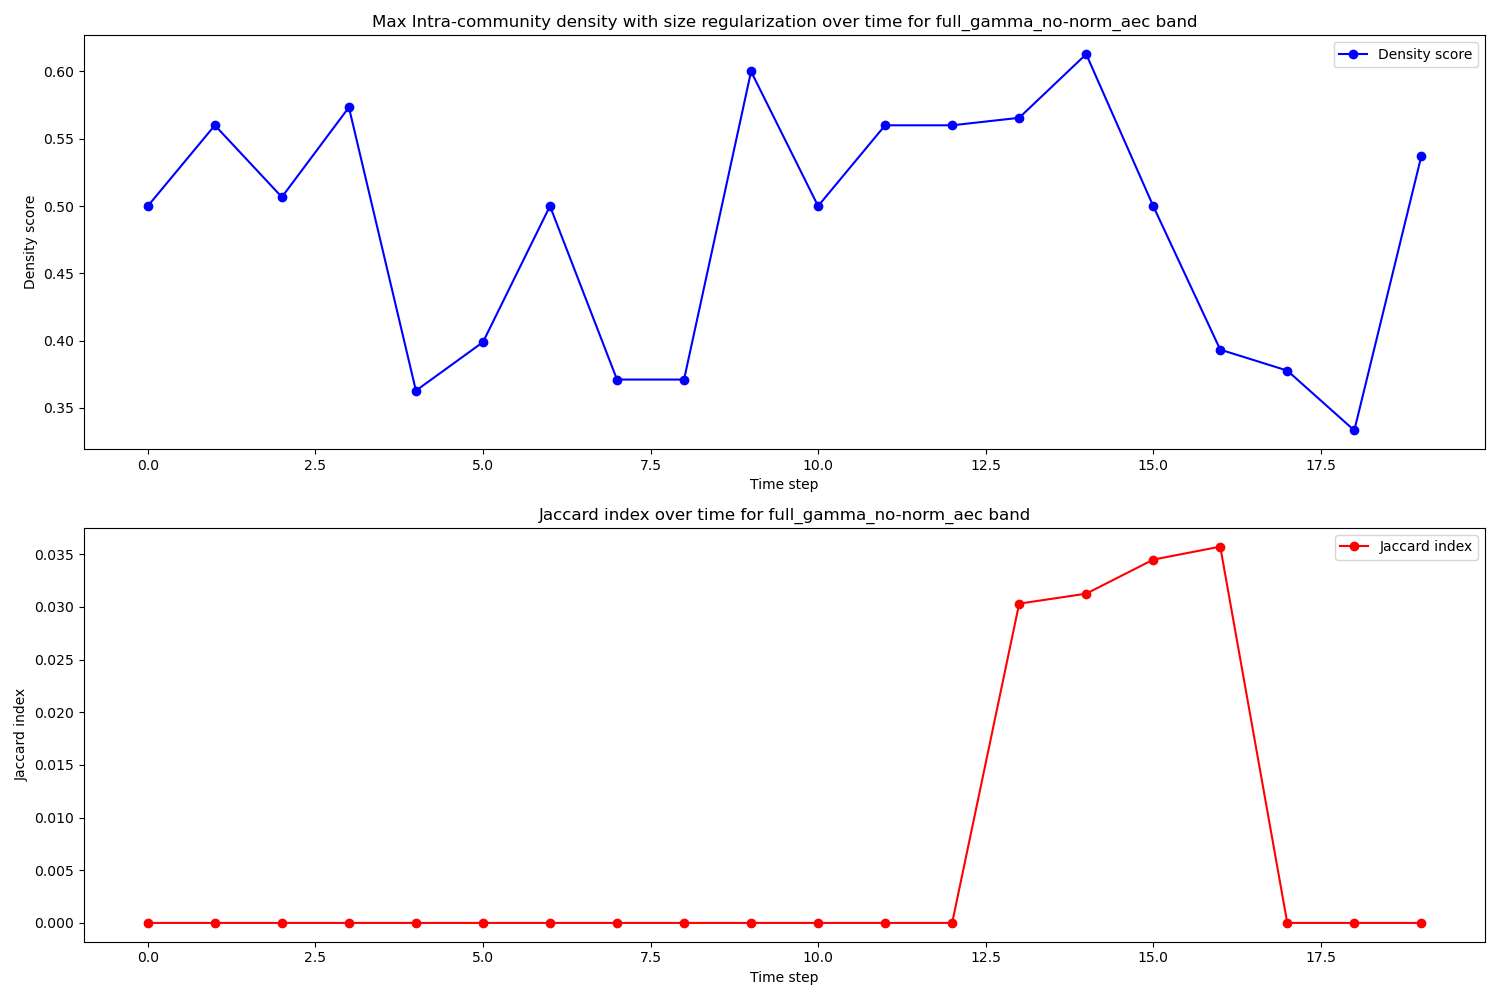 Max Intra-community density with size regularization over time for full_gamma_no-norm_aec band
Density score
0.60
0.55
0.50
0.45
0.40
0.35
Density score
0.0 2.5 5.0 7.5 10.0 12.5 15.0 17.5
Time step
Jaccard index over time for full_gamma_no-norm_aec band
Jaccard index
0.035
0.030
0.025
0.020
0.015
0.010
0.005
0.000
Jaccard index
0.0 2.5 5.0 7.5 10.0 12.5 15.0 17.5
Time step